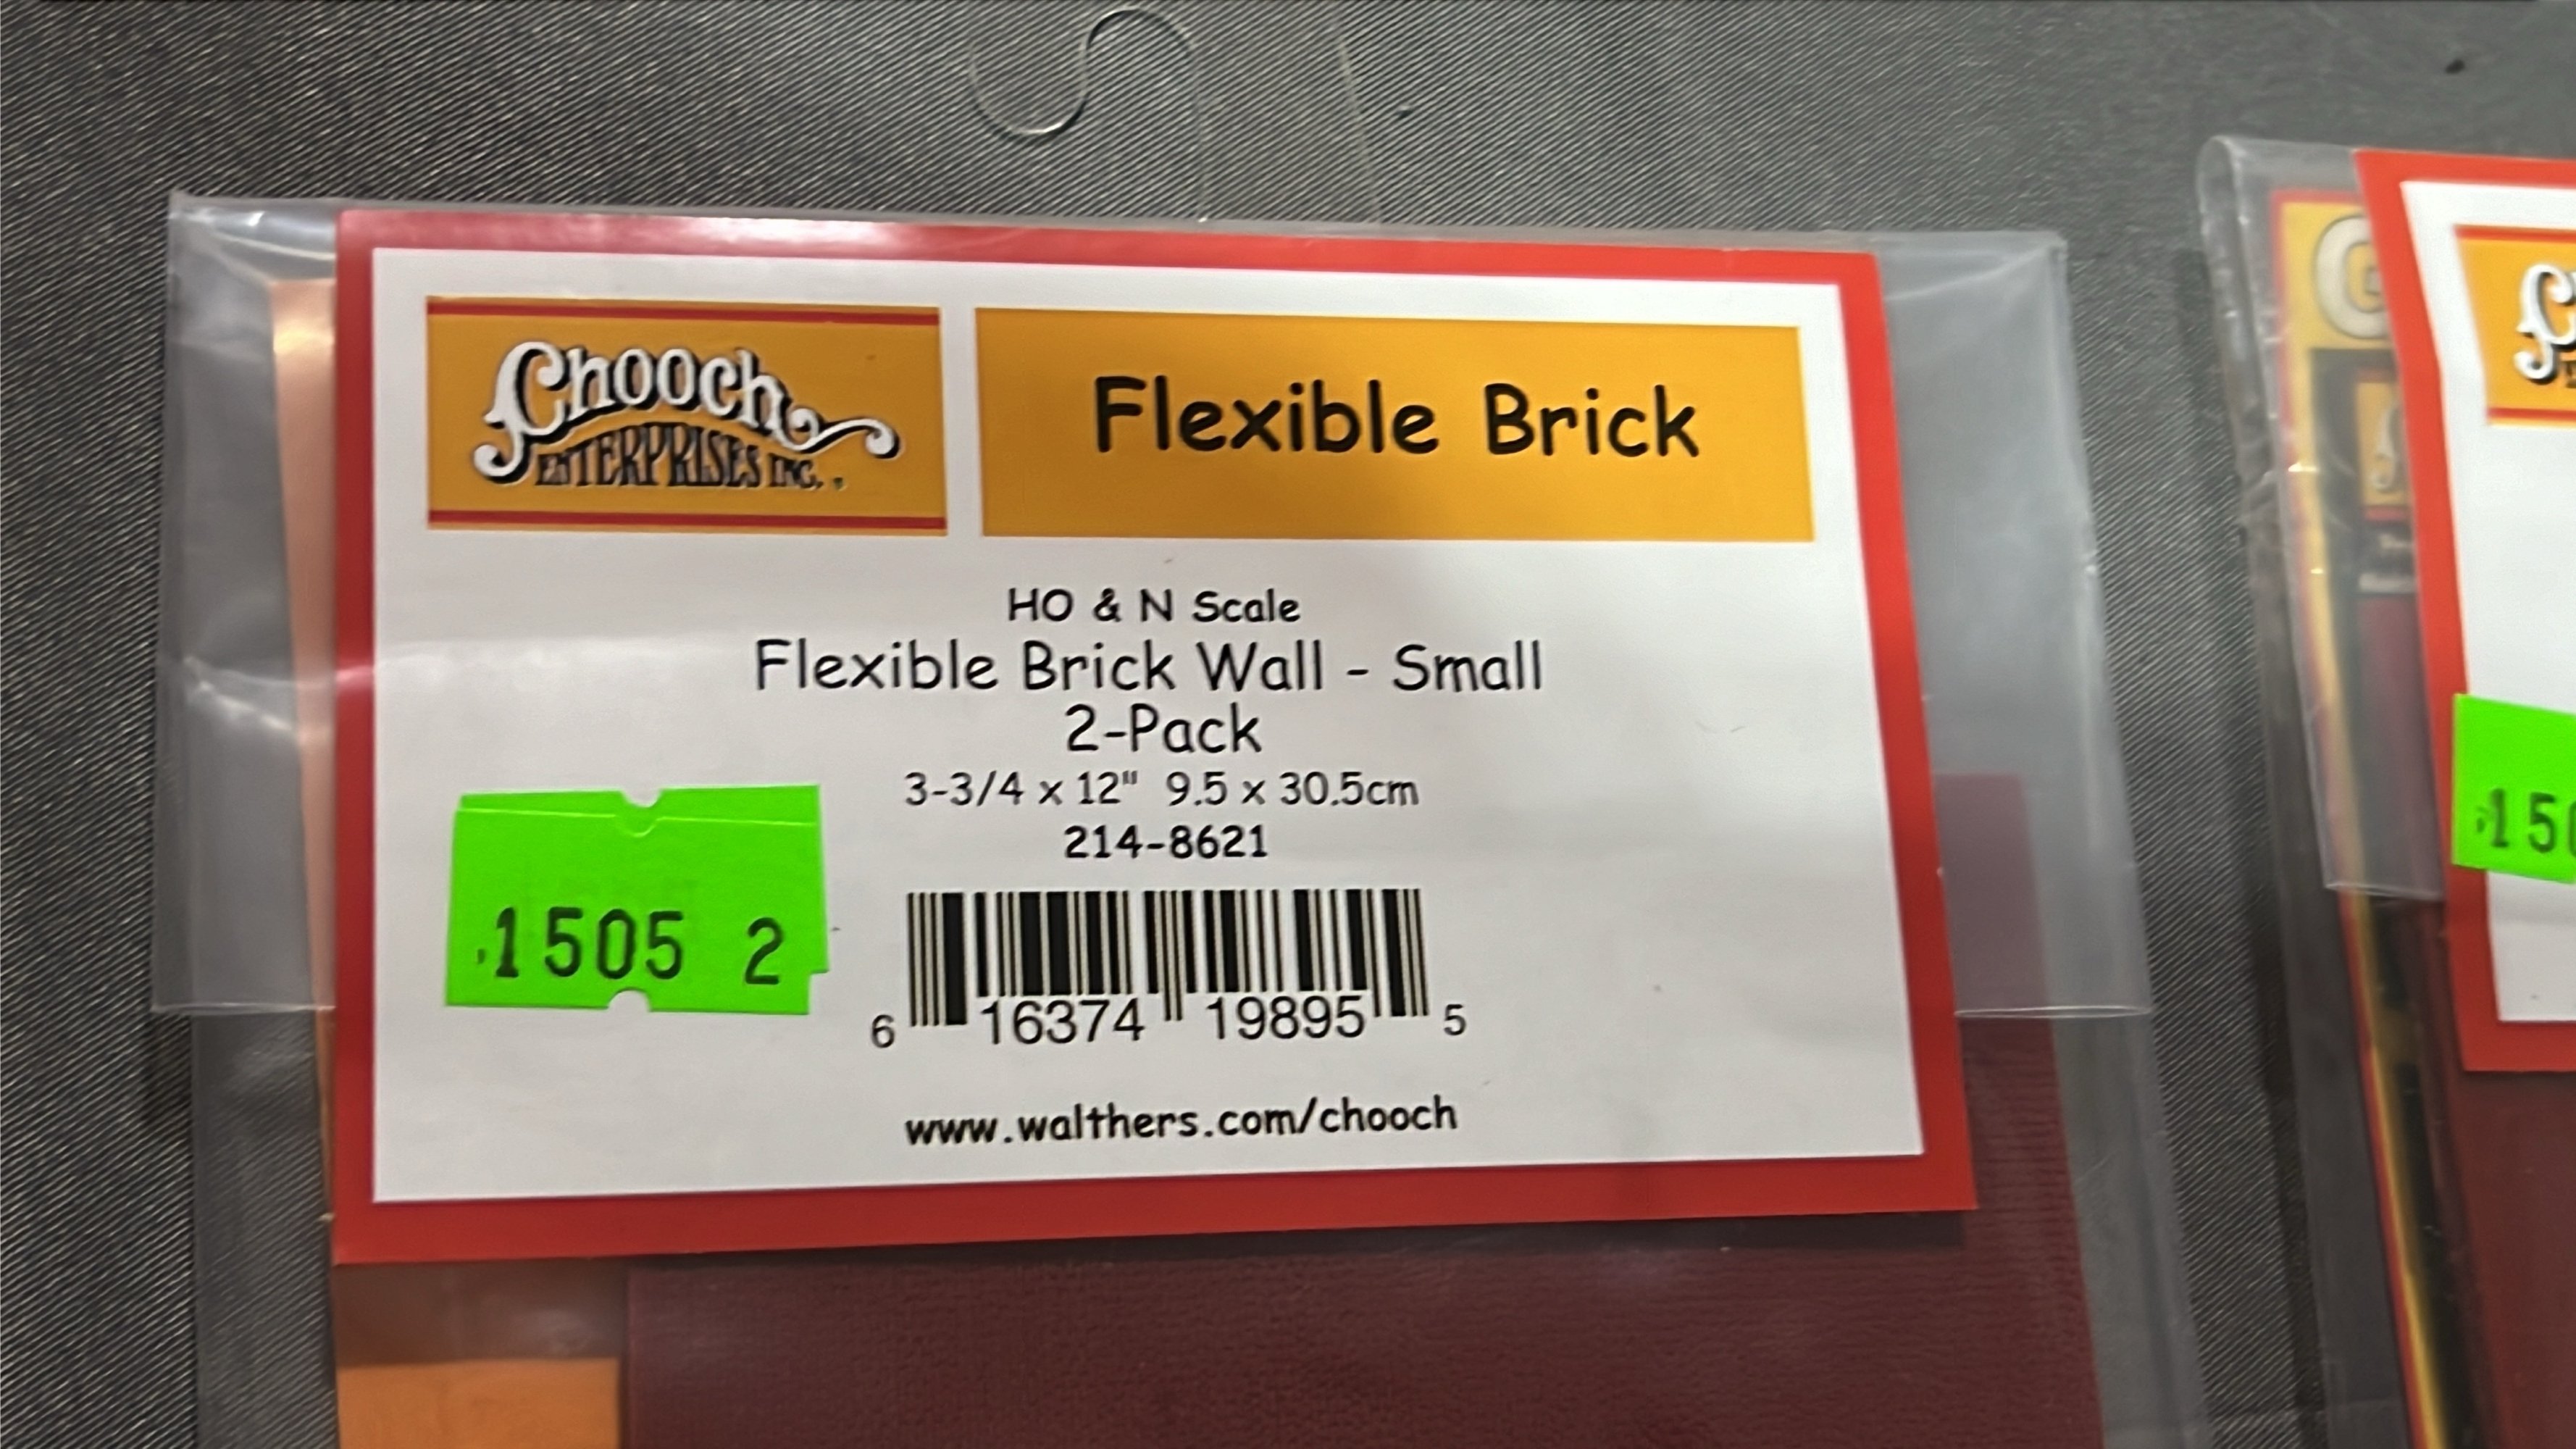 Chooch
ENTERPRISES INC.
Flexible Brick
HO & N Scale
Flexible Brick Wall - Small
2-Pack
3-3/4 x 12" 9.5 x 30.5cm
214-8621
1505 2
6 16374 19895 5
www.walthers.com/chooch